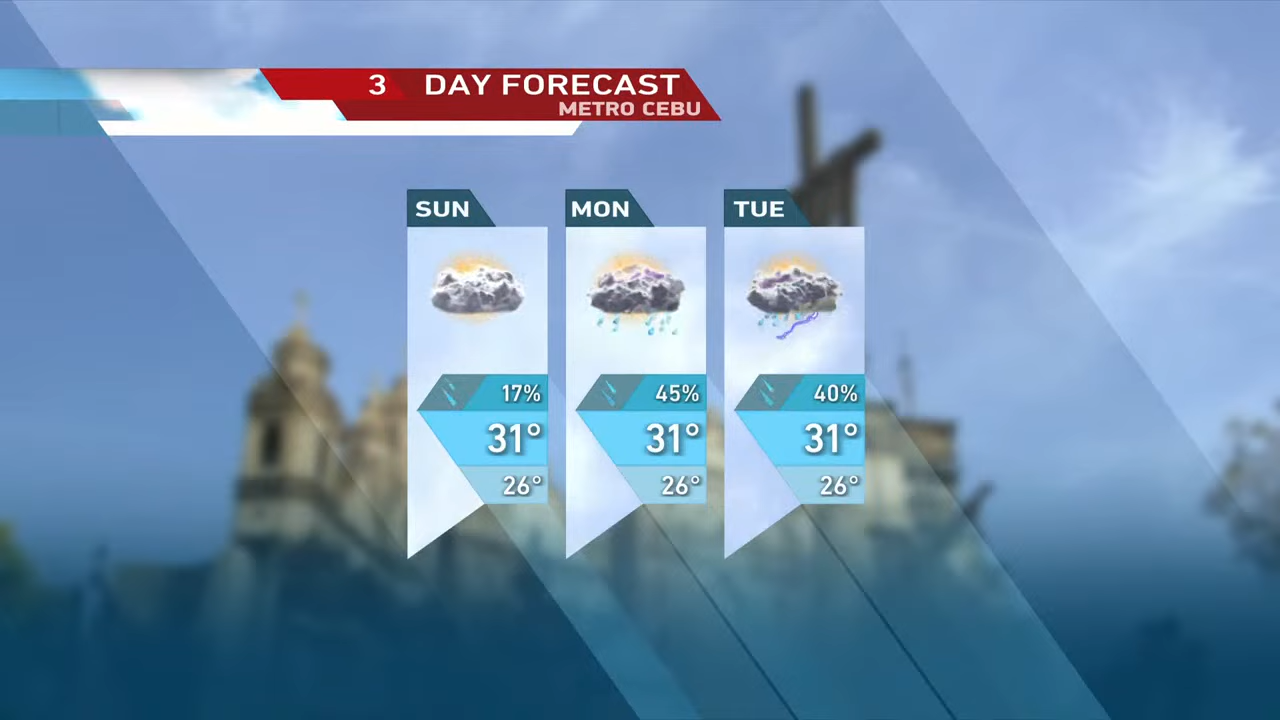 3 DAY FORECAST
METRO CEBU
SUN
17%
31°
26°
MON
45%
31°
26°
TUE
40%
31°
26°